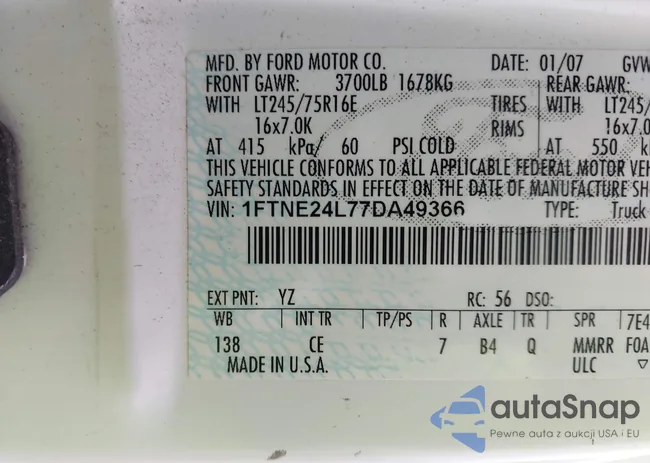 MFD. BY FORD MOTOR CO. DATE: 01/07 GVW
FRONT GAWR: 3700LB 1678KG REAR GAWR:
WITH LT245/75R16E TIRES WITH LT245/
16x7.0K RIMS 16x7.0
AT 415 kPa/ 60 PSI COLD AT 550 k
THIS VEHICLE CONFORMS TO ALL APPLICABLE FEDERAL MOTOR VEH
SAFETY STANDARDS IN EFFECT ON THE DATE OF MANUFACTURE SHO
VIN: 1FTNE24L77DA49366 TYPE: Truck
EXT PNT: YZ RC: 56 DSO:
WB INT TR TP/PS R AXLE TR SPR 7E4
138 CE 7 B4 Q MMRR F0A
MADE IN U.S.A. ULC
autaSnap
Pewne auta z aukcji USA i EU